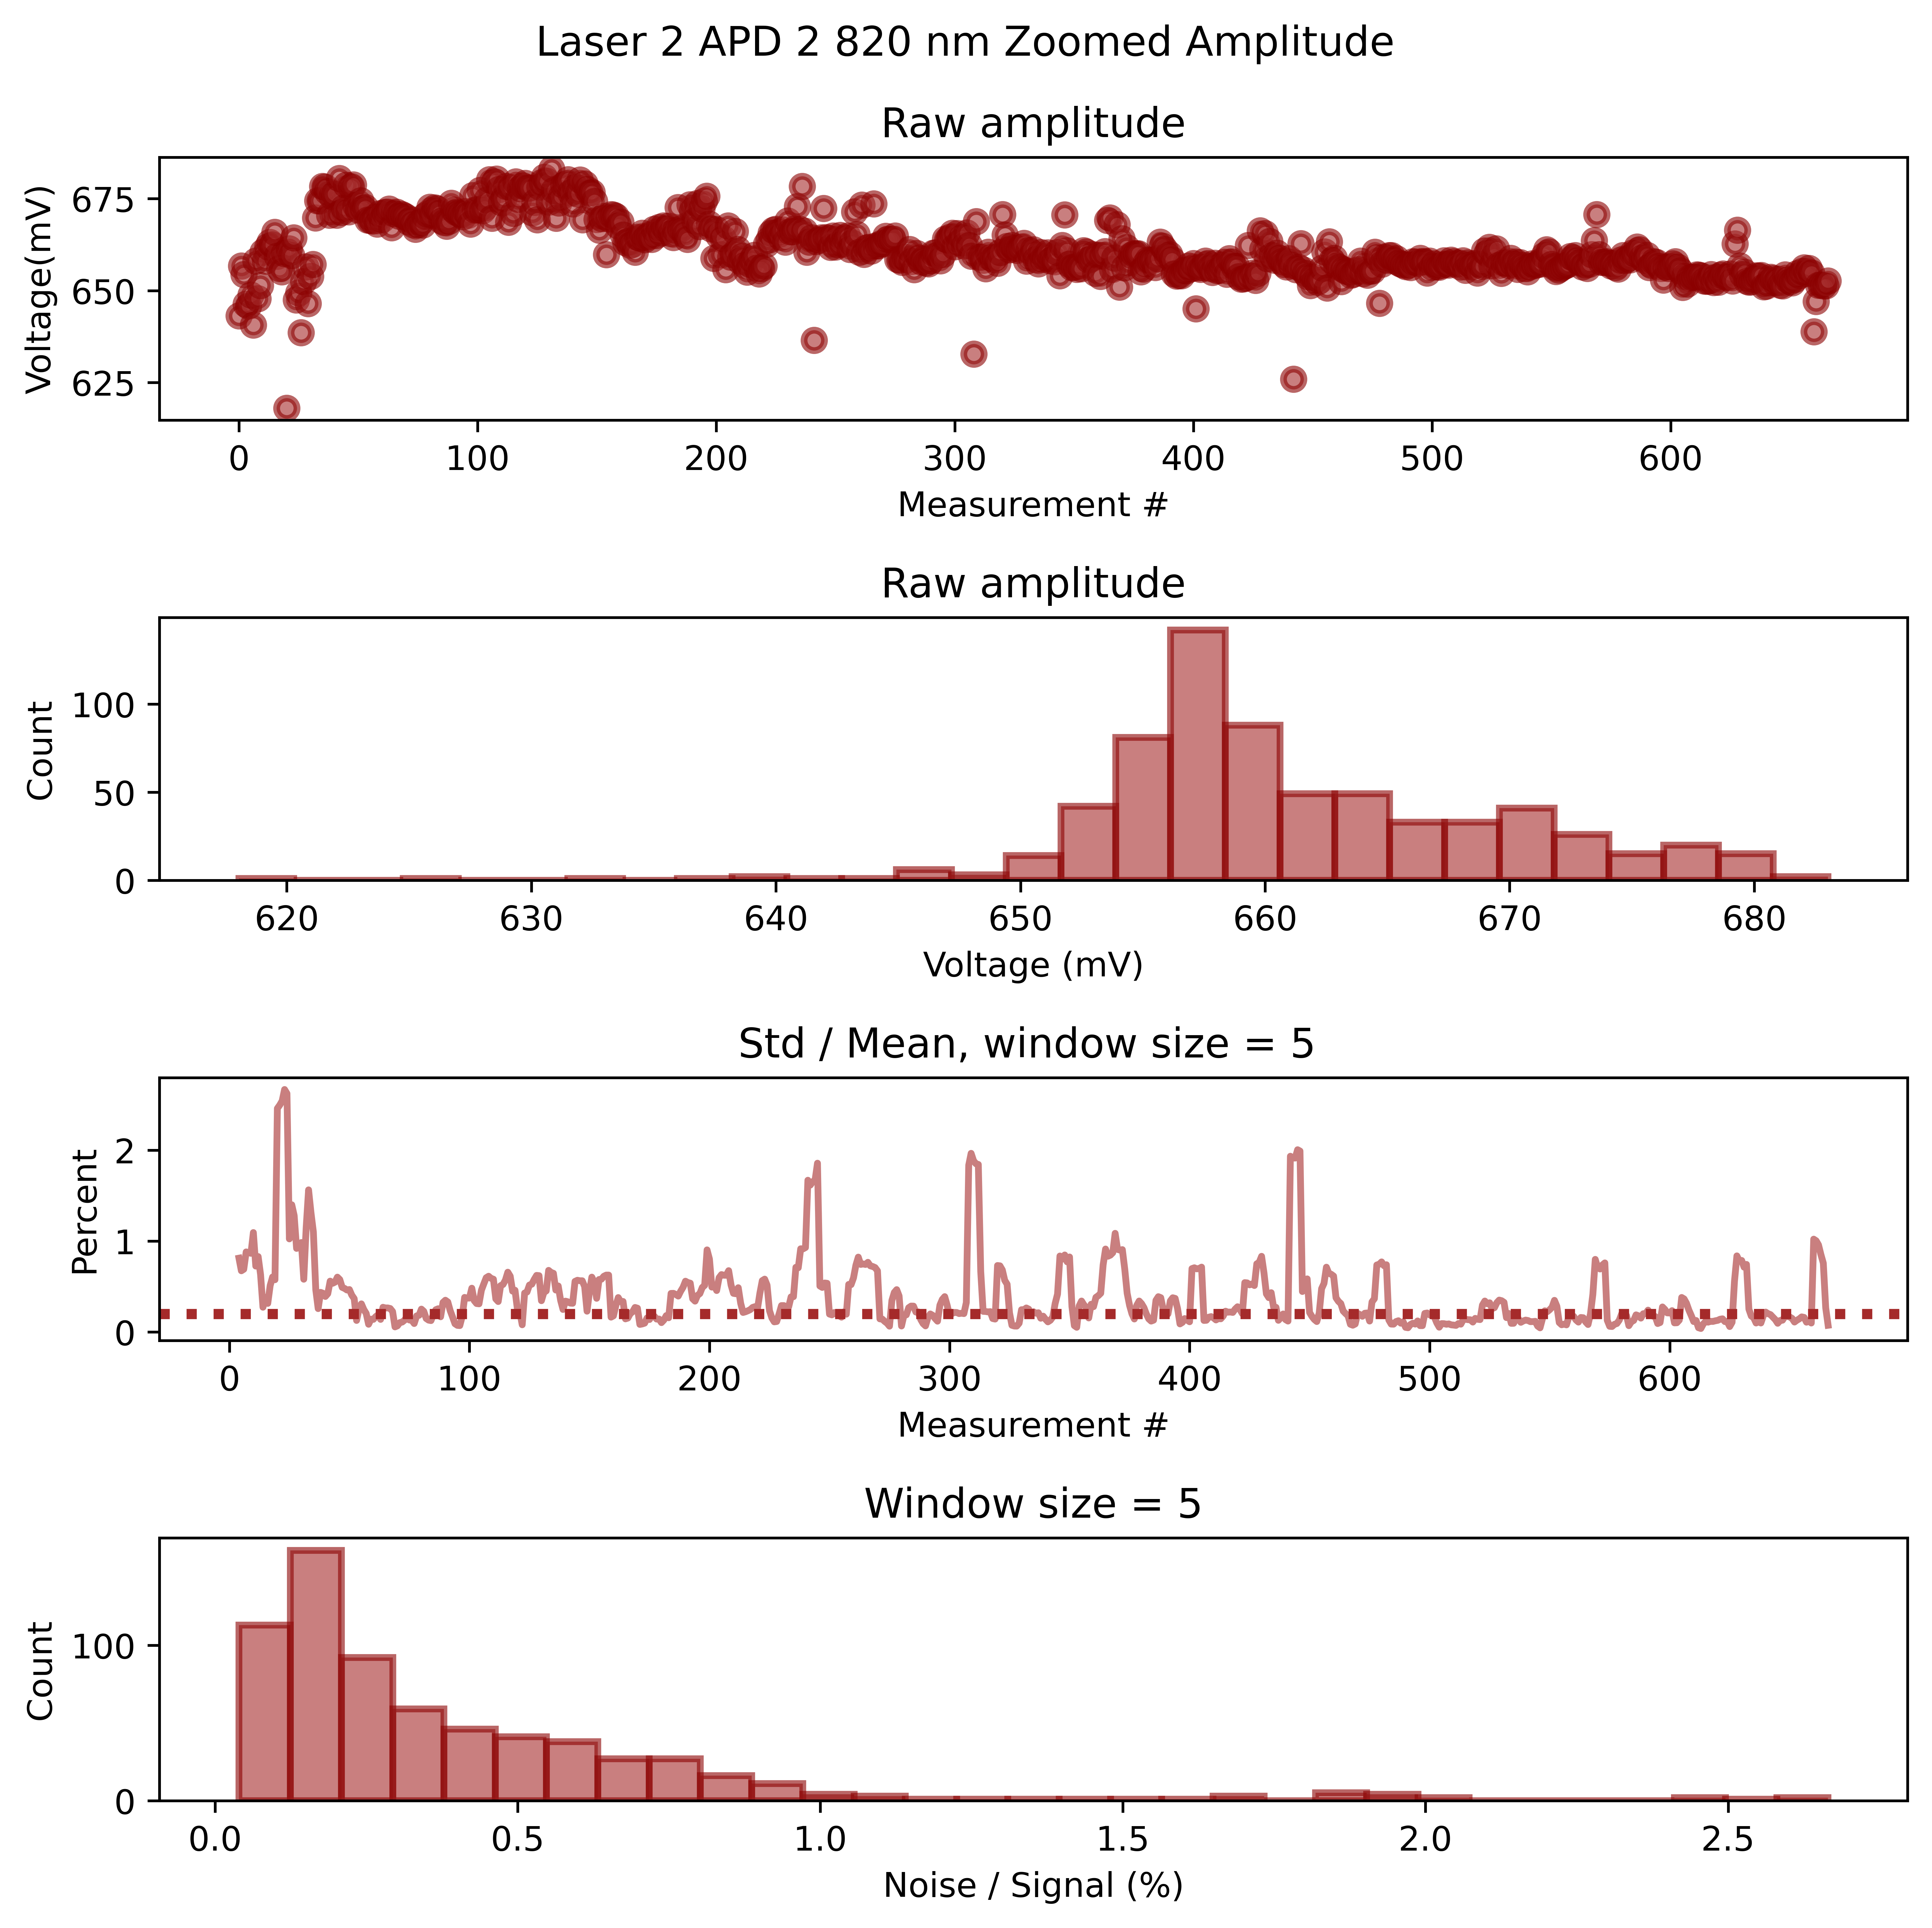 Laser 2 APD 2 820 nm Zoomed Amplitude
Raw amplitude
Voltage(mV)
675
650
625
0 100 200 300 400 500 600
Measurement #
Raw amplitude
Count
100
50
0
620 630 640 650 660 670 680
Voltage (mV)
Std / Mean, window size = 5
Percent
2
1
0
0 100 200 300 400 500 600
Measurement #
Window size = 5
Count
100
0
0.0 0.5 1.0 1.5 2.0 2.5
Noise / Signal (%)